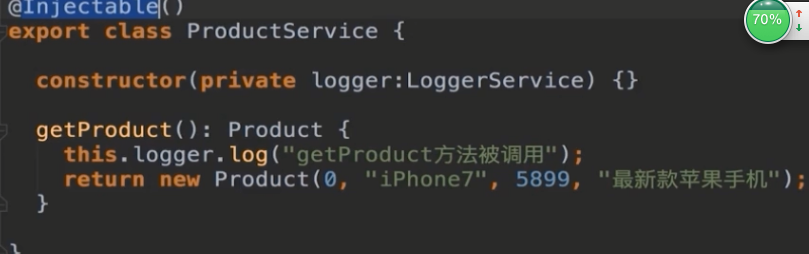 @Injectable()
export class ProductService {
constructor(private logger:LoggerService) {}
getProduct(): Product {
this.logger.log("getProduct方法被调用");
return new Product(0, "iPhone7", 5899, "最新款苹果手机");
}
}
70%